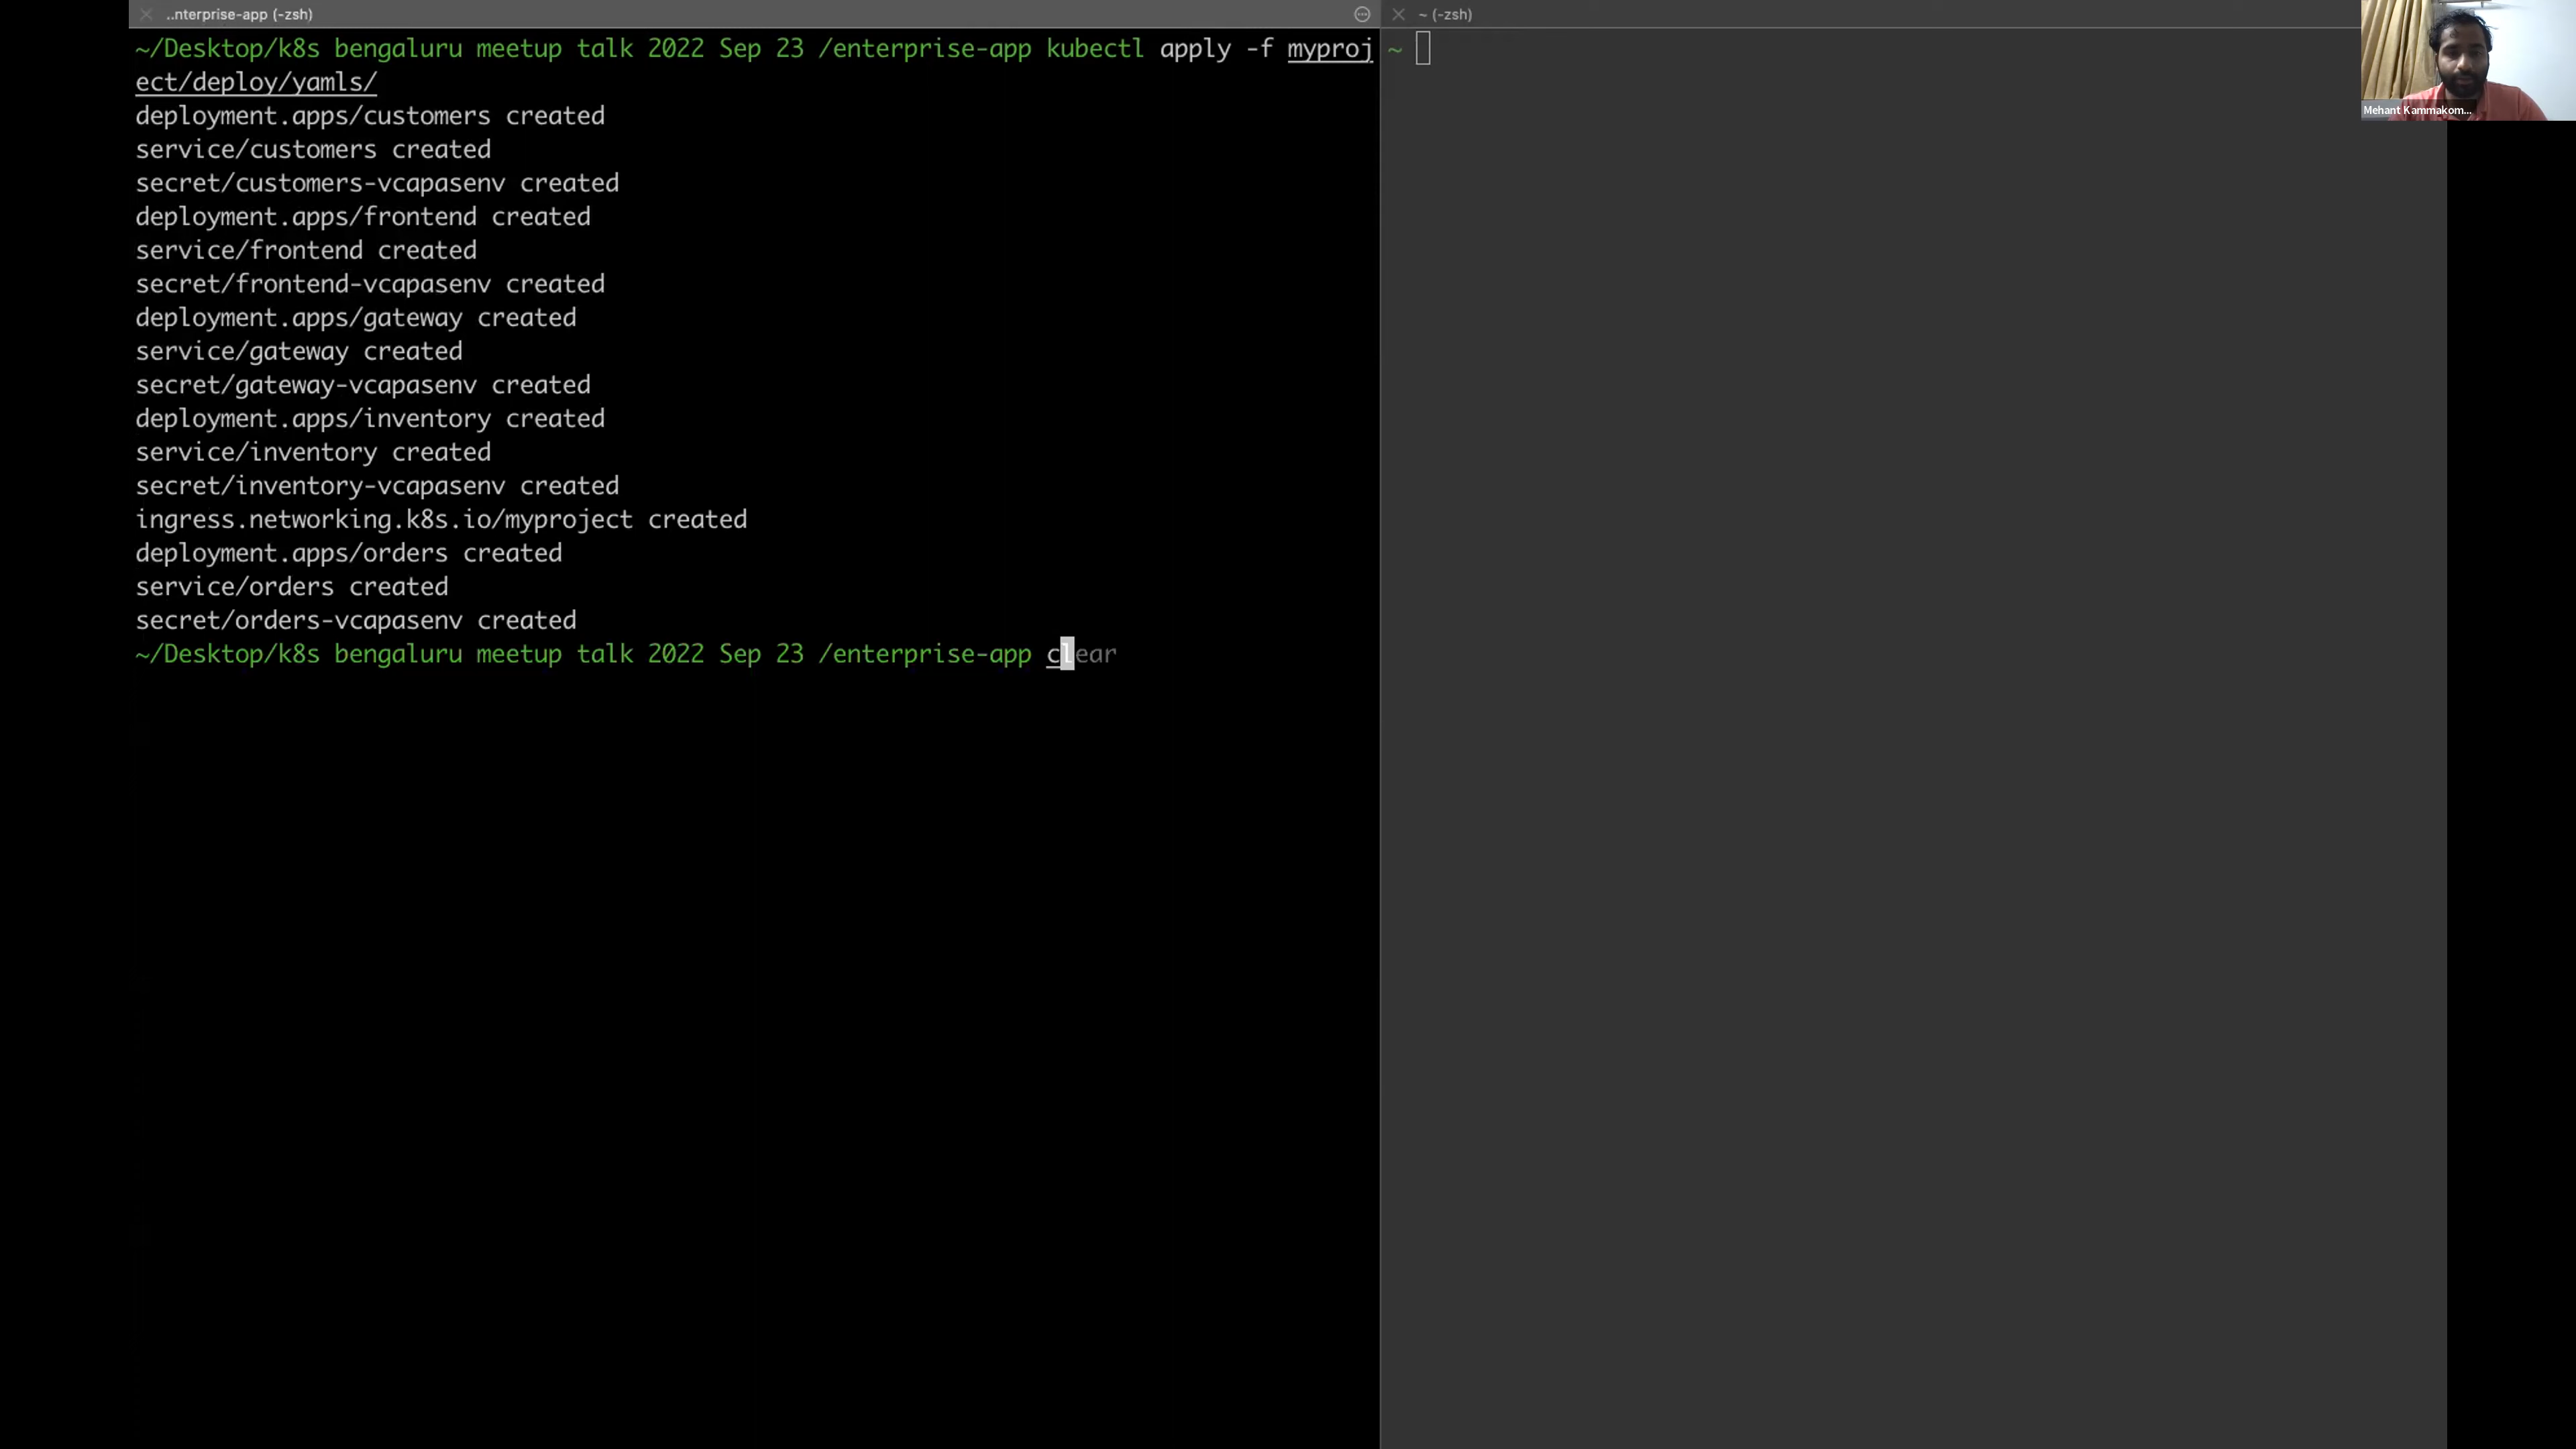 ..nterprise-app (-zsh)
~/Desktop/k8s bengaluru meetup talk 2022 Sep 23 /enterprise-app kubectl apply -f myproj
ect/deploy/yamls/
deployment.apps/customers created
service/customers created
secret/customers-vcapasenv created
deployment.apps/frontend created
service/frontend created
secret/frontend-vcapasenv created
deployment.apps/gateway created
service/gateway created
secret/gateway-vcapasenv created
deployment.apps/inventory created
service/inventory created
secret/inventory-vcapasenv created
ingress.networking.k8s.io/myproject created
deployment.apps/orders created
service/orders created
secret/orders-vcapasenv created
~/Desktop/k8s bengaluru meetup talk 2022 Sep 23 /enterprise-app clear
~ (-zsh)
~
Mehant Kammakom...